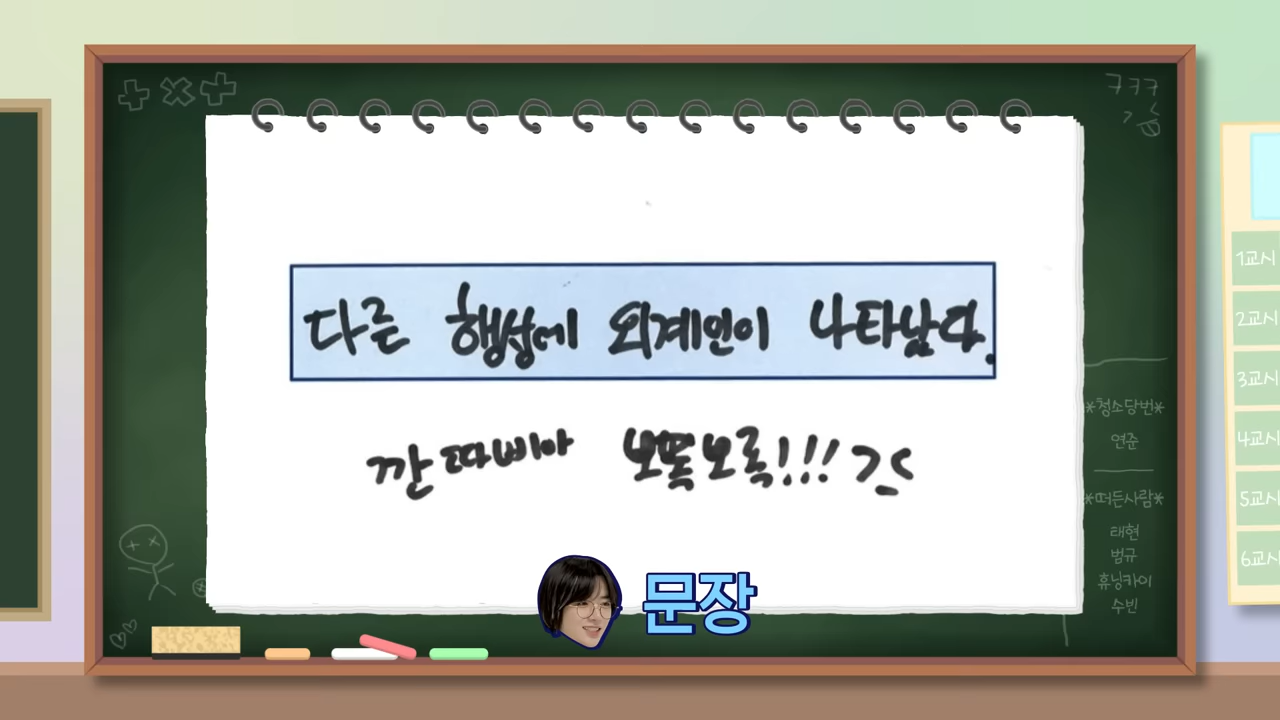 ㅋㅋㅋ
다른 행성에 외계인이 나타났다.
깐따삐아 뽀똑뽀록!!!
문장
*청소당번*
연준
*떠든사람*
태현
범규
휴닝카이
수빈
1교시
2교시
3교시
4교시
5교시
6교시